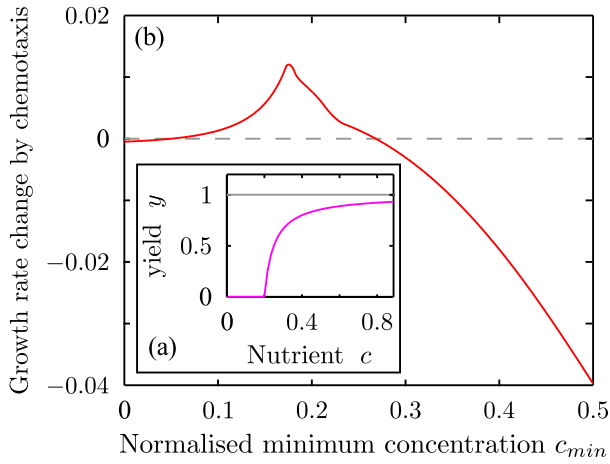 0.02
(b)
0
−0.02
−0.04
Growth rate change by chemotaxis
0
0.1
0.2
0.3
0.4
0.5
Normalised minimum concentration c_min
1
0.5
0
yield y
0
0.4
0.8
(a)
Nutrient c